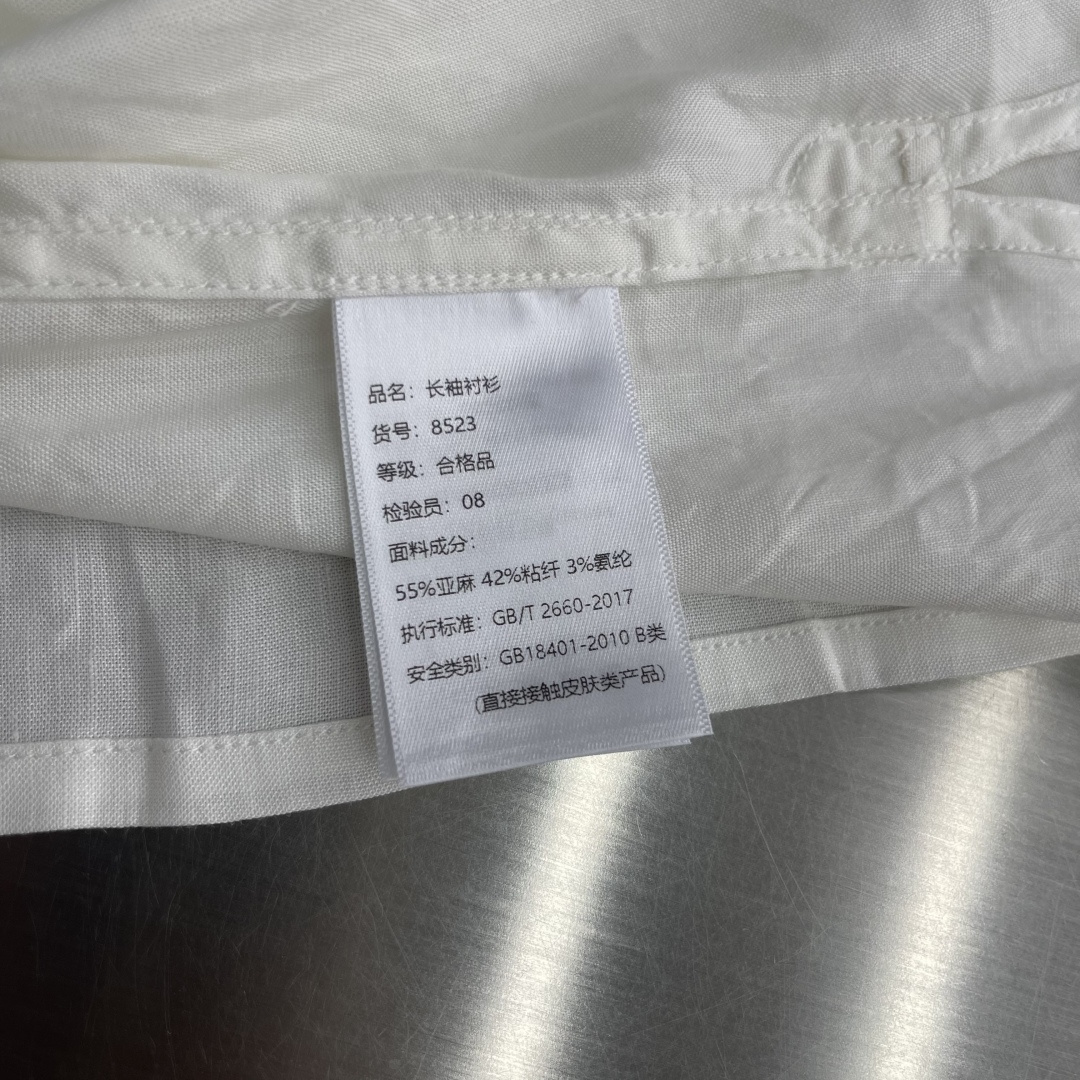 品名：长袖衬衫
货号：8523
等级：合格品
检验员：08
面料成分：
55%亚麻 42%粘纤 3%氨纶
执行标准：GB/T 2660-2017
安全类别：GB18401-2010 B类
(直接接触皮肤类产品)